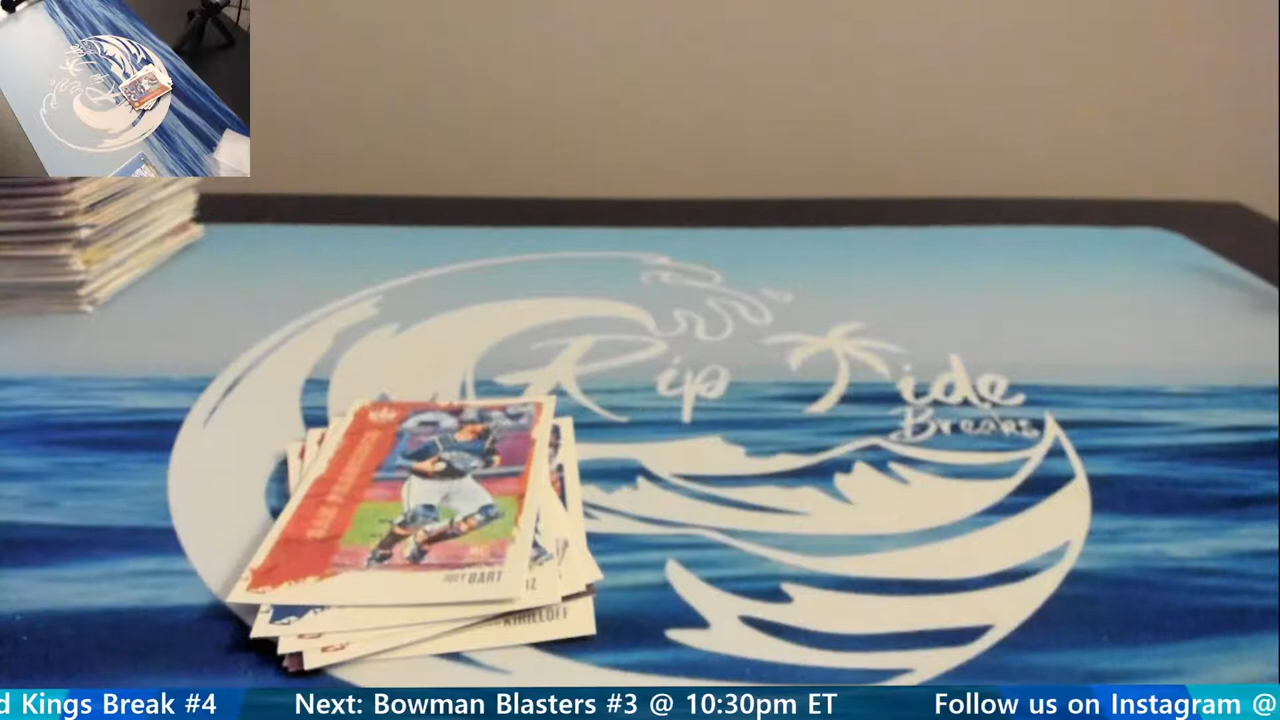 Rip Tide
Breaks
SAN FRANCISCO
JOEY BART
KIRILLOFF
d Kings Break #4
Next: Bowman Blasters #3 @ 10:30pm ET
Follow us on Instagram @